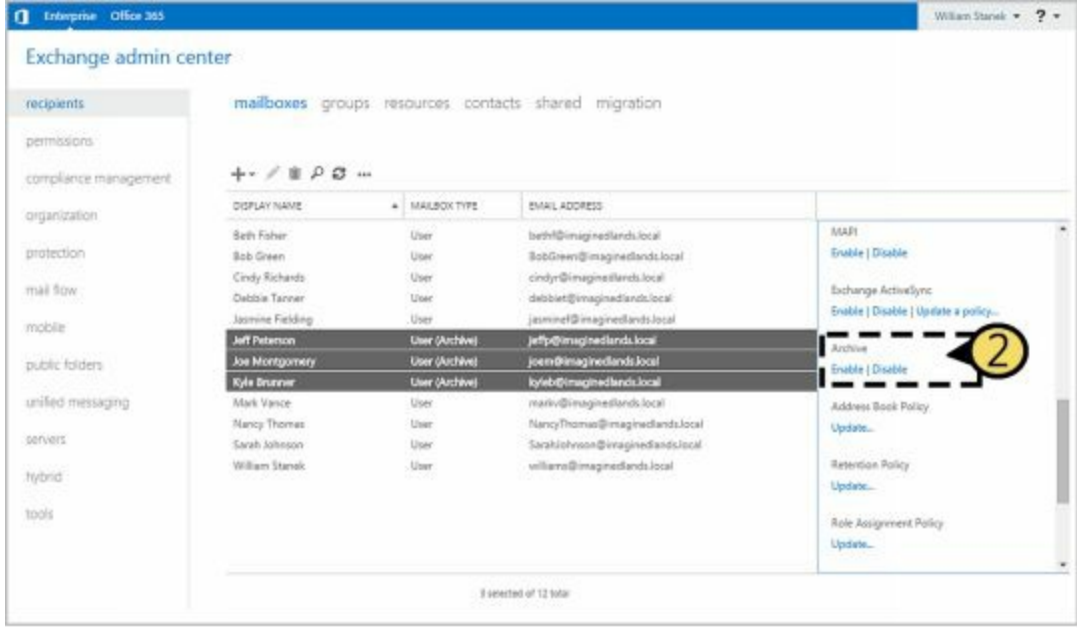 Enterprise Office 365
William Stanek ?
Exchange admin center
recipients
mailboxes groups resources contacts shared migration
permissions
compliance management
organization
protection
mail flow
mobile
public folders
unified messaging
servers
hybrid
tools
DISPLAY NAME MAILBOX TYPE EMAIL ADDRESS
Beth Fisher User bethf@imaginedlands.local
Bob Green User BobGreen@imaginedlands.local
Cindy Richards User cindyr@imaginedlands.local
Debbie Tanner User debbiet@imaginedlands.local
Jasmine Fielding User jasminef@imaginedlands.local
Jeff Peterson User (Archive) jeffp@imaginedlands.local
Joe Montgomery User (Archive) joem@imaginedlands.local
Kyle Brunner User (Archive) kyleb@imaginedlands.local
Mark Vance User markv@imaginedlands.local
Nancy Thomas User NancyThomas@imaginedlands.local
Sarah Johnson User SarahJohnson@imaginedlands.local
William Stanek User williams@imaginedlands.local
MAPI
Enable | Disable
Exchange ActiveSync
Enable | Disable | Update a policy...
Archive
Enable | Disable
2
Address Book Policy
Update...
Retention Policy
Update...
Role Assignment Policy
Update...
3 selected of 12 total